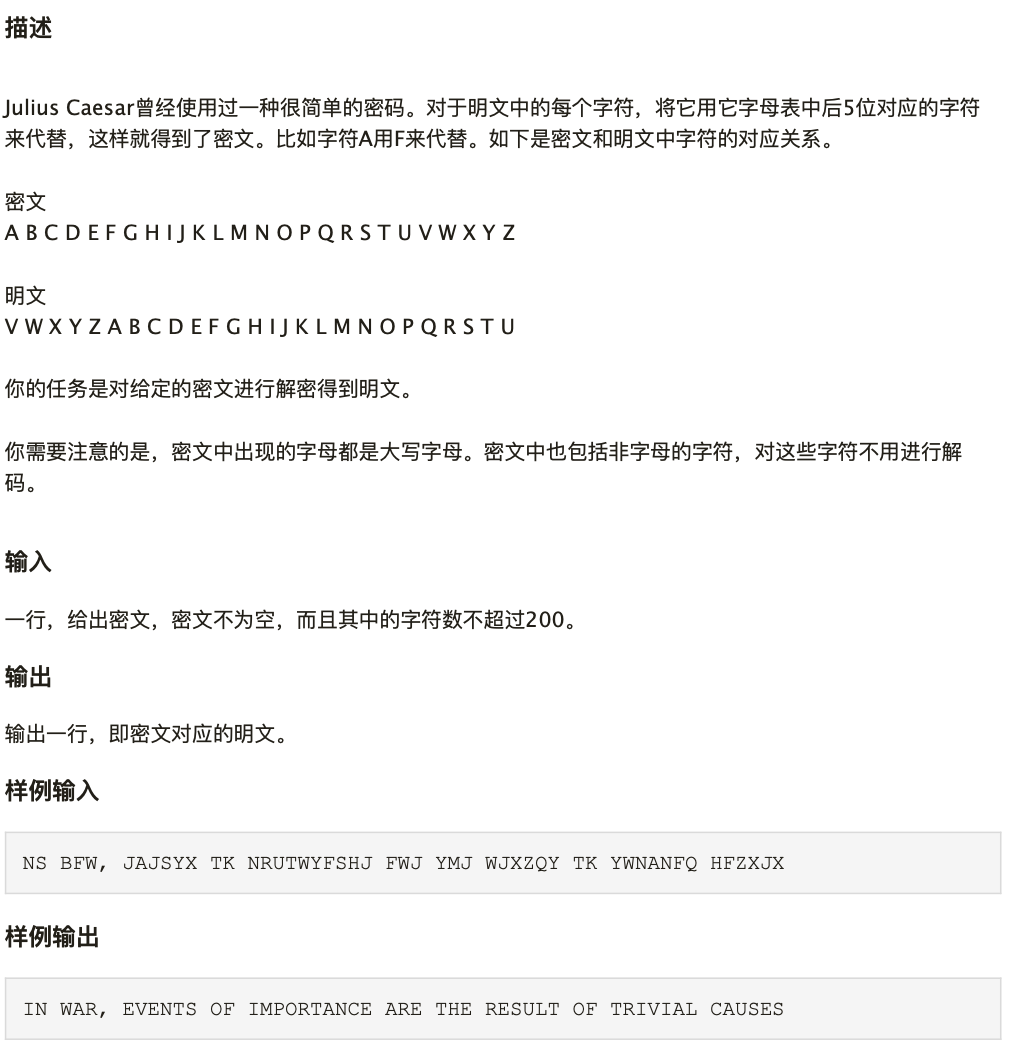 描述
Julius Caesar曾经使用过一种很简单的密码。对于明文中的每个字符，将它用它字母表中后5位对应的字符
来代替，这样就得到了密文。比如字符A用F来代替。如下是密文和明文中字符的对应关系。
密文
A B C D E F G H I J K L M N O P Q R S T U V W X Y Z
明文
V W X Y Z A B C D E F G H I J K L M N O P Q R S T U
你的任务是对给定的密文进行解密得到明文。
你需要注意的是，密文中出现的字母都是大写字母。密文中也包括非字母的字符，对这些字符不用进行解
码。
输入
一行，给出密文，密文不为空，而且其中的字符数不超过200。
输出
输出一行，即密文对应的明文。
样例输入
NS BFW, JAJSYX TK NRUTWYFSHJ FWJ YMJ WJXZQY TK YWNANFQ HFZXJX
样例输出
IN WAR, EVENTS OF IMPORTANCE ARE THE RESULT OF TRIVIAL CAUSES